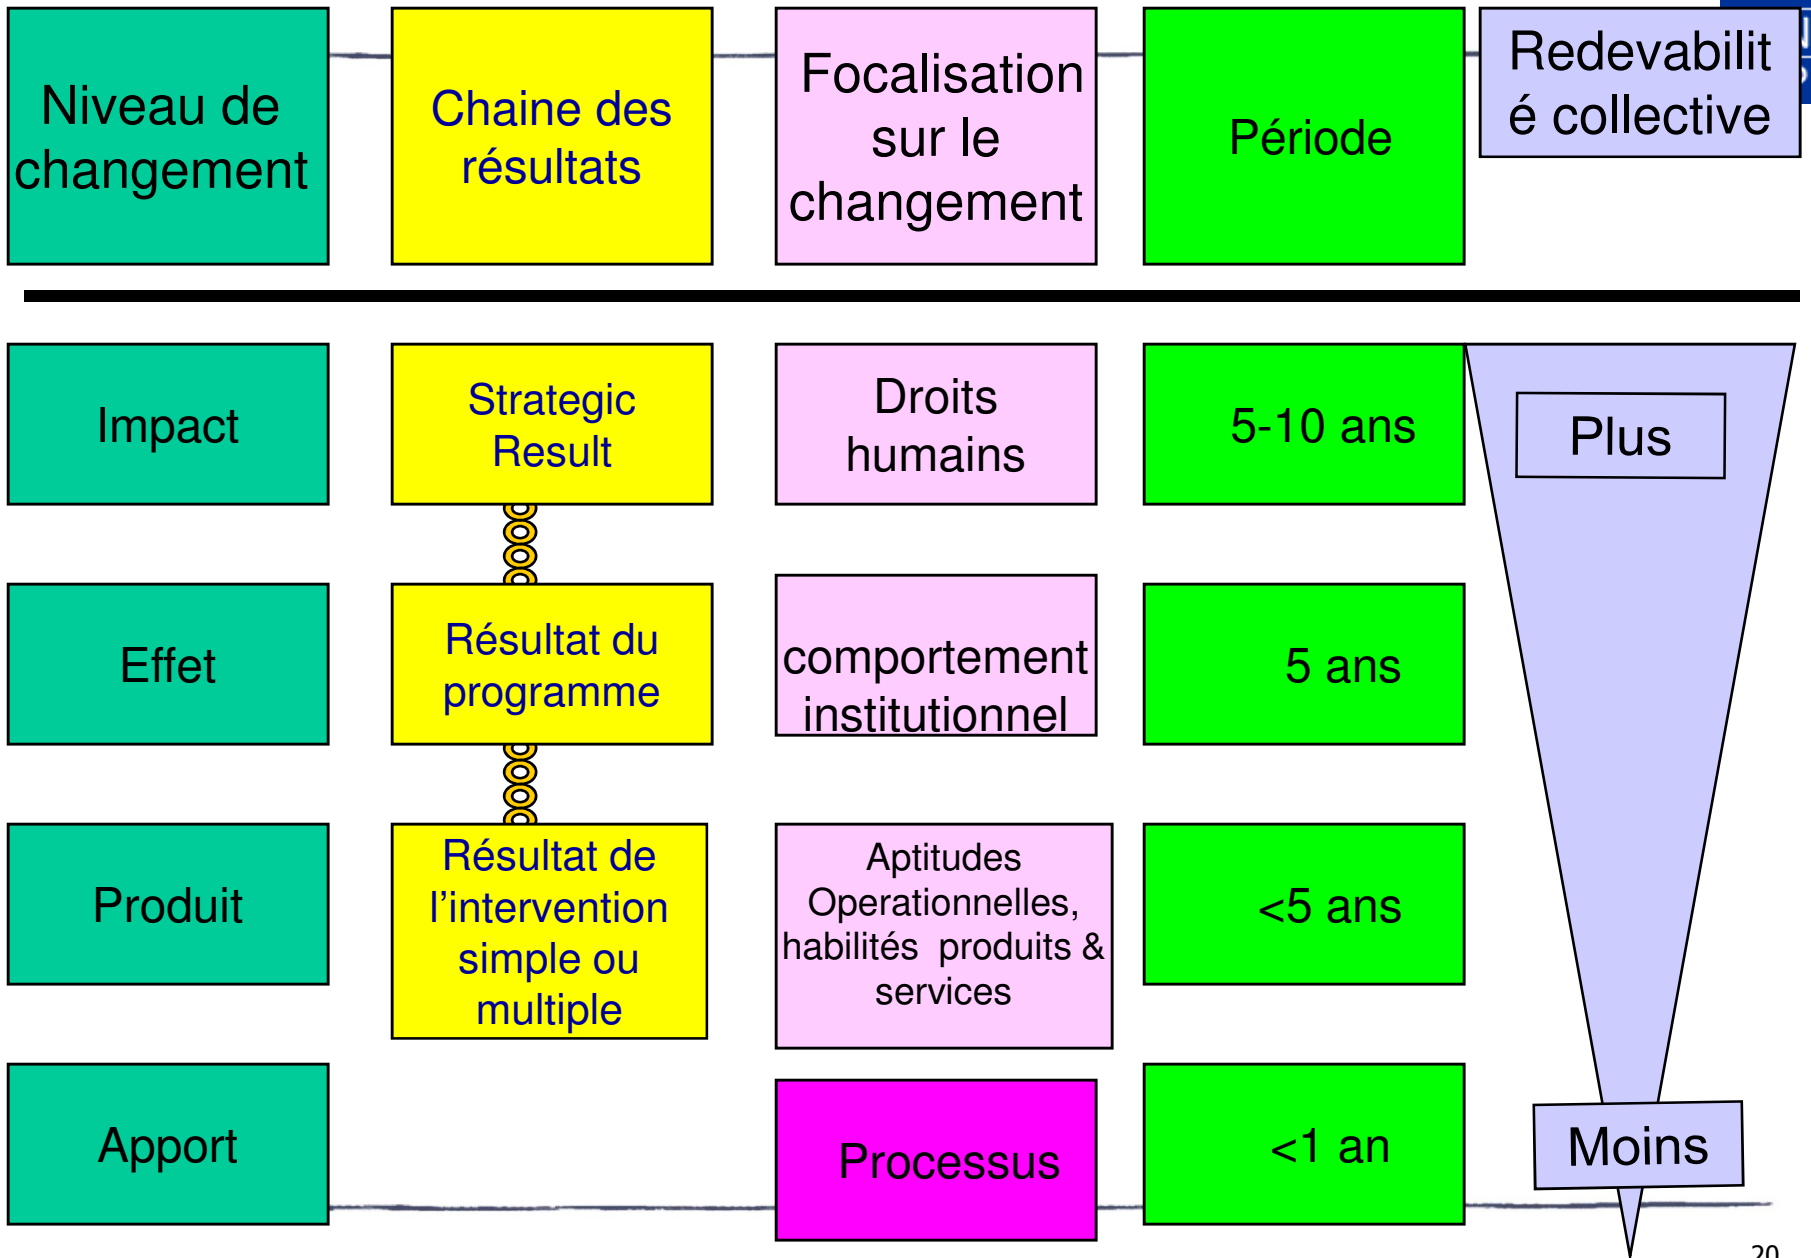 Niveau de
changement
Chaine des
résultats
Focalisation
sur le
changement
Période
Redevabilit
é collective
Impact
Strategic
Result
Droits
humains
5-10 ans
Plus
Effet
Résultat du
programme
comportement
institutionnel
5 ans
Produit
Résultat de
l’intervention
simple ou
multiple
Aptitudes
Operationnelles,
habilités produits &
services
<5 ans
Apport
Processus
<1 an
Moins
20